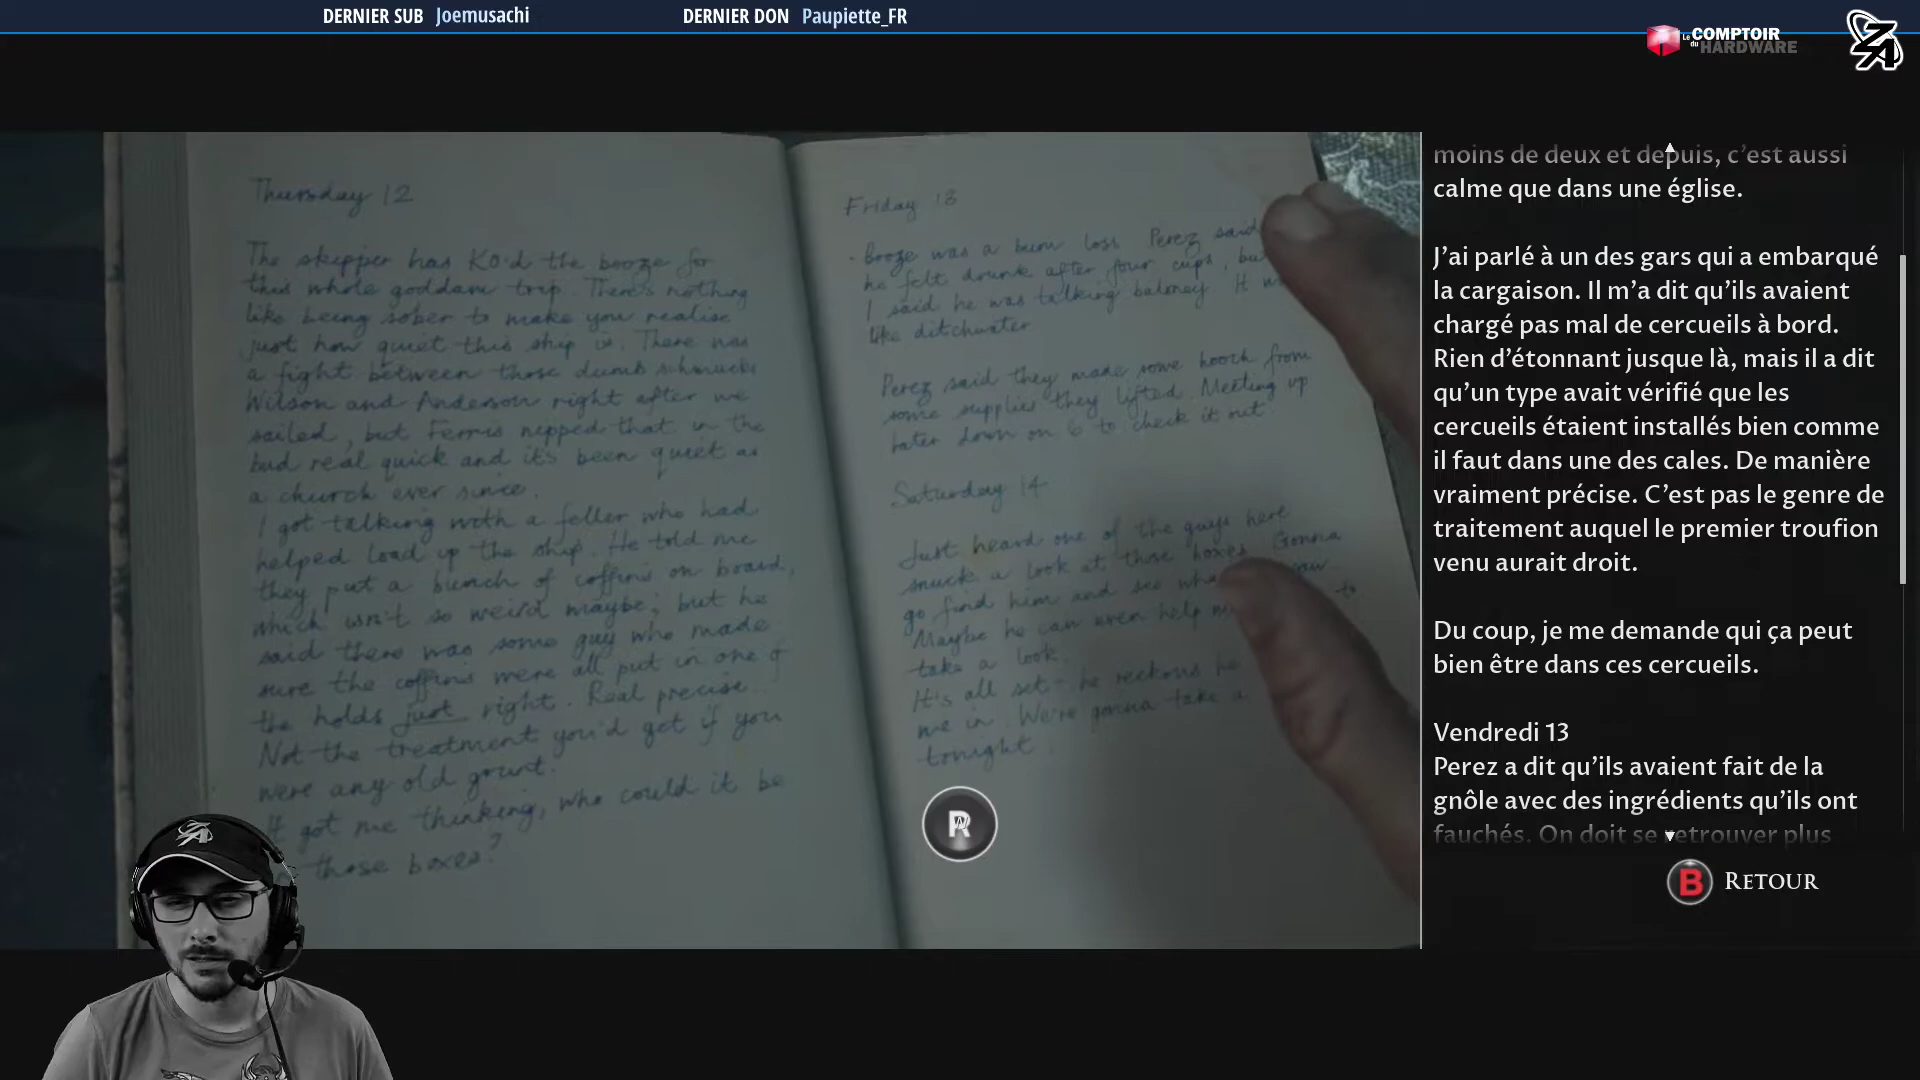 DERNIER SUB Joemusachi
DERNIER DON Paupiette_FR
Le COMPTOIR
du HARDWARE
Thursday 12
The skipper has KO'd the booze for
this whole goddam trip. There's nothing
like being sober to make you realise
just how quiet this ship is. There was
a fight between those dumb schmucks
Wilson and Anderson right after we
sailed, but Ferris nipped that in the
bud real quick and it's been quiet as
a church ever since.
I got talking with a feller who had
helped load up the ship. He told me
they put a bunch of coffins on board,
which isn't so weird maybe; but he
said there was some guy who made
sure the coffins were all put in one of
the holds just right. Real precise.
Not the treatment you'd get if you
were any old grunt.
It got me thinking, who could it be
those boxes?
Friday 13
Booze was a bum loss. Perez said
he felt drunk after four cups, but
I said he was talking baloney. It
like ditchwater
Perez said they made some hooch from
some supplies they lifted. Meeting up
later down on 6 to check it out.
Saturday 14
Just heard one of the guys here
snuck a look at those boxes. Gonna
go find him and see saw
Maybe he can even help to
take a look.
It's all set - he reckons he
me in. We're gonna take a
tonight.
R
moins de deux et depuis, c'est aussi
calme que dans une église.
J'ai parlé à un des gars qui a embarqué
la cargaison. Il m'a dit qu'ils avaient
chargé pas mal de cercueils à bord.
Rien d'étonnant jusque là, mais il a dit
qu'un type avait vérifié que les
cercueils étaient installés bien comme
il faut dans une des cales. De manière
vraiment précise. C'est pas le genre de
traitement auquel le premier troufion
venu aurait droit.
Du coup, je me demande qui ça peut
bien être dans ces cercueils.
Vendredi 13
Perez a dit qu'ils avaient fait de la
gnôle avec des ingrédients qu'ils ont
fauchés. On doit se retrouver plus
B RETOUR